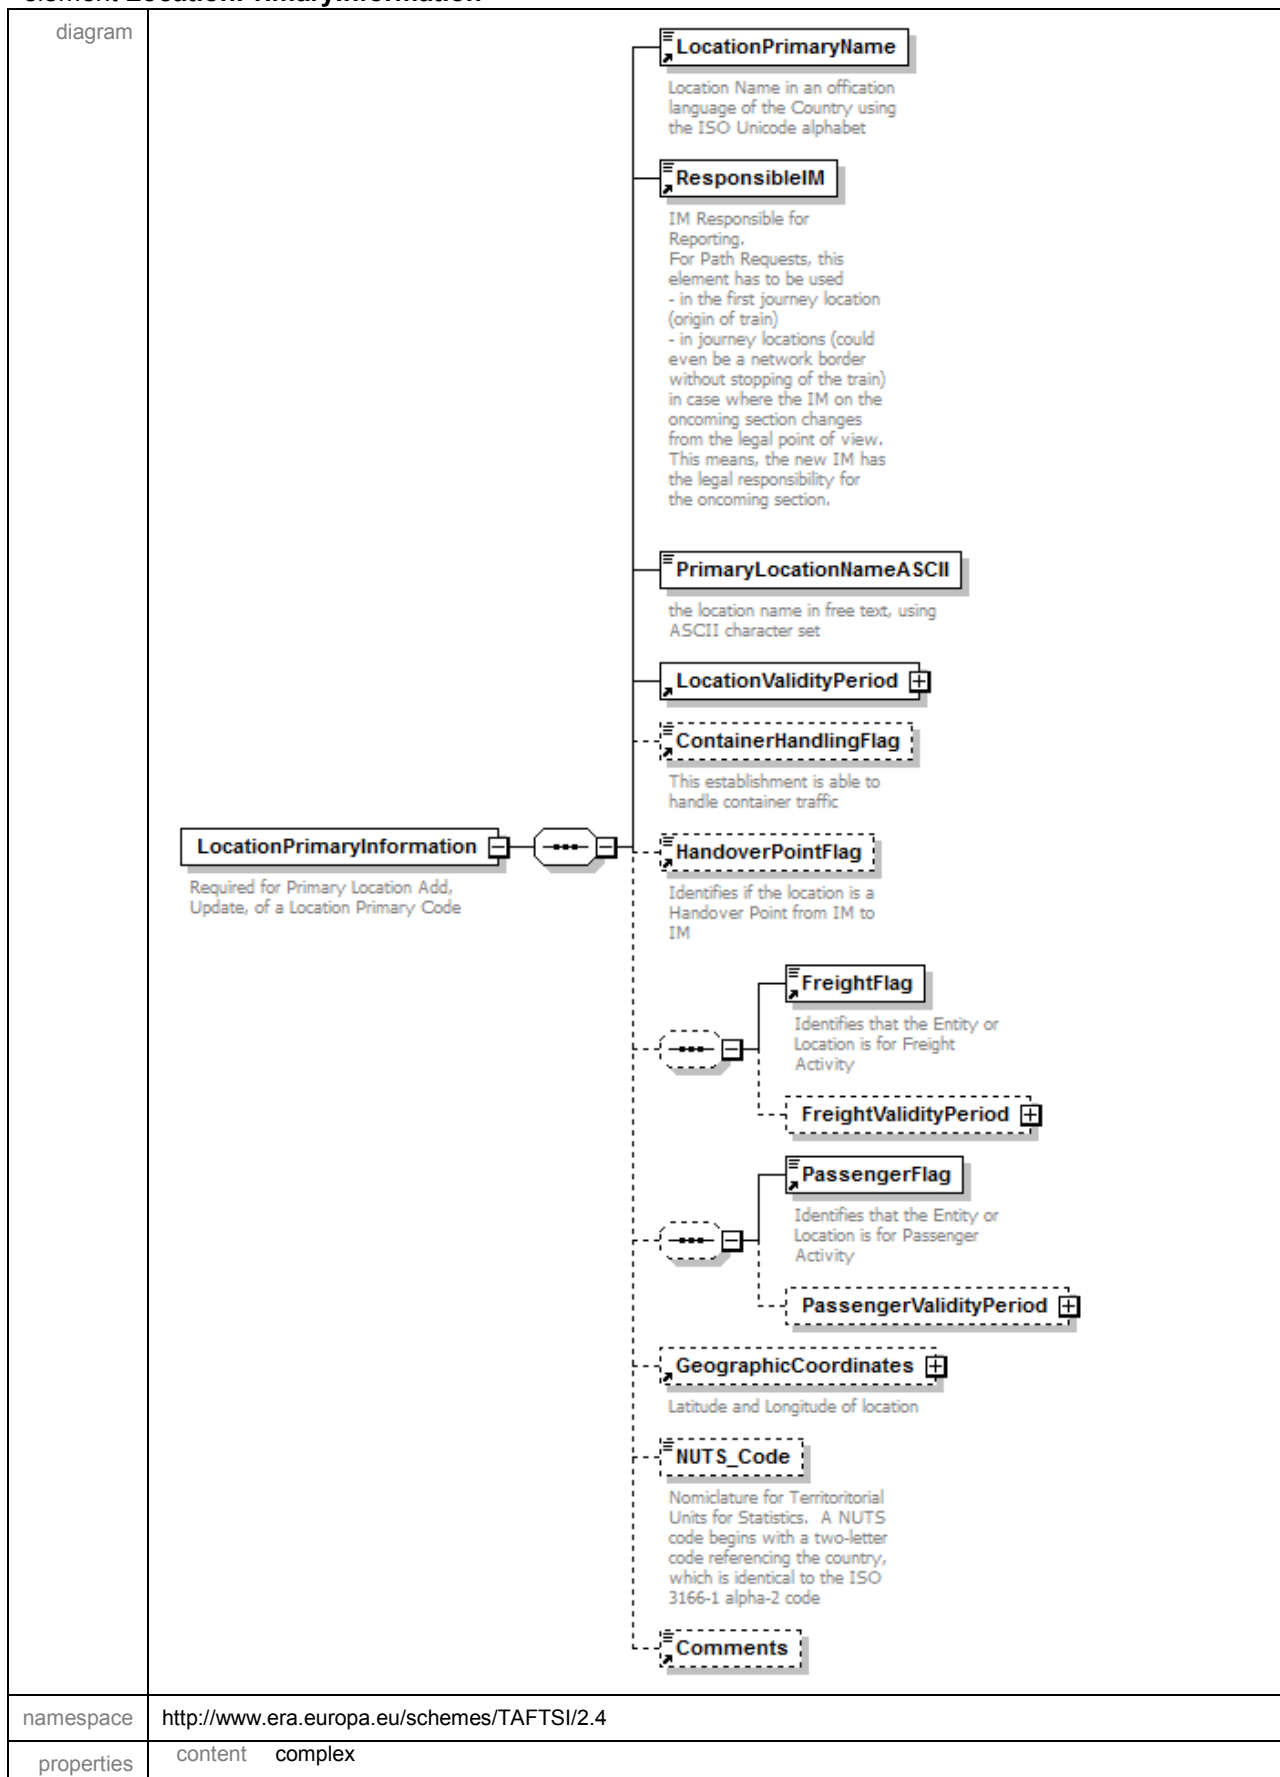 element LocationPrimaryInformation
diagram
LocationPrimaryName
Location Name in an offication
language of the Country using
the ISO Unicode alphabet
ResponsibleIM
IM Responsible for
Reporting.
For Path Requests, this
element has to be used
- in the first journey location
(origin of train)
- in journey locations (could
even be a network border
without stopping of the train)
in case where the IM on the
oncoming section changes
from the legal point of view.
This means, the new IM has
the legal responsibility for
the oncoming section.
PrimaryLocationNameASCII
the location name in free text, using
ASCII character set
LocationValidityPeriod
ContainerHandlingFlag
This establishment is able to
handle container traffic
LocationPrimaryInformation
Required for Primary Location Add,
Update, of a Location Primary Code
HandoverPointFlag
Identifies if the location is a
Handover Point from IM to
IM
FreightFlag
Identifies that the Entity or
Location is for Freight
Activity
FreightValidityPeriod
PassengerFlag
Identifies that the Entity or
Location is for Passenger
Activity
PassengerValidityPeriod
GeographicCoordinates
Latitude and Longitude of location
NUTS_Code
Nomiclature for Territoritorial
Units for Statistics.  A NUTS
code begins with a two-letter
code referencing the country,
which is identical to the ISO
3166-1 alpha-2 code
Comments
namespace http://www.era.europa.eu/schemes/TAFTSI/2.4
properties content complex